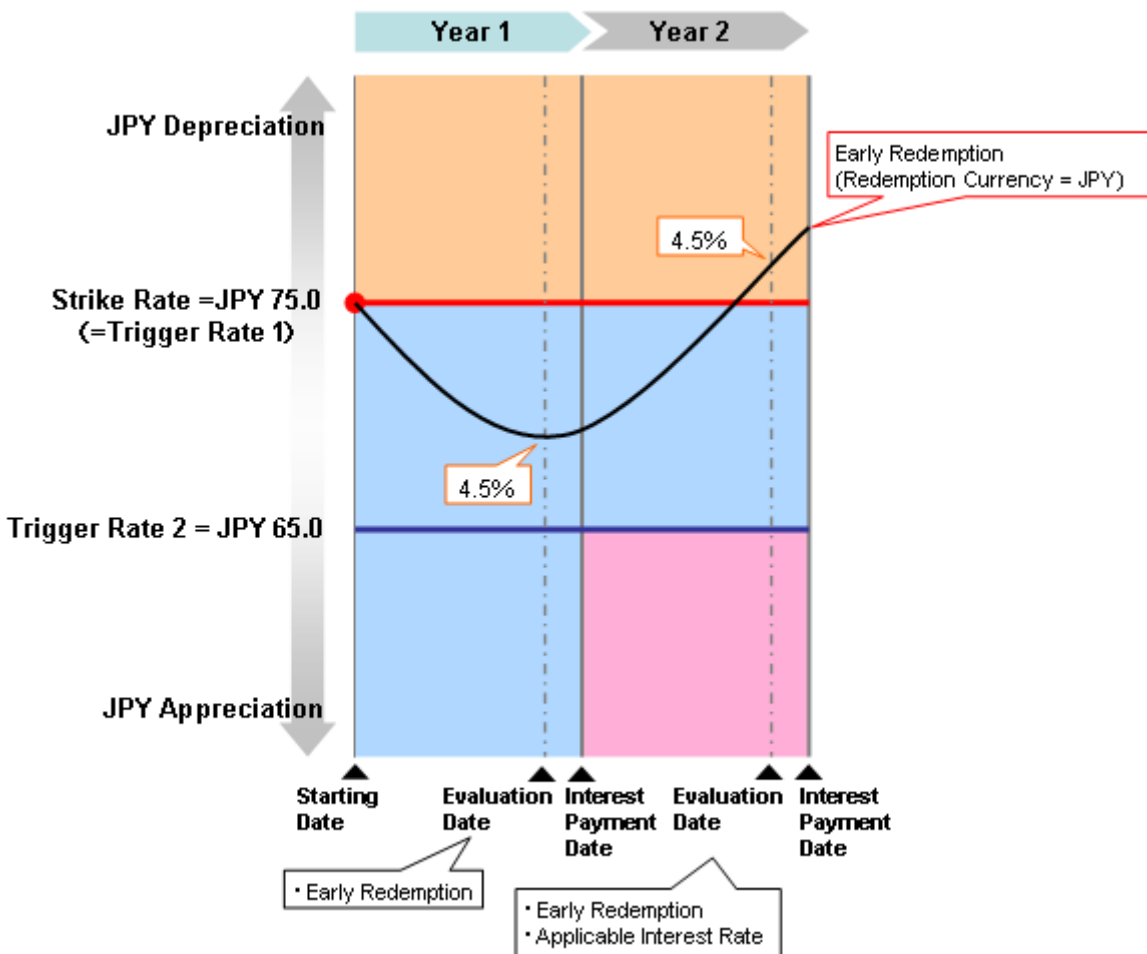 Year 1
Year 2
JPY Depreciation
Early Redemption
(Redemption Currency = JPY)
4.5%
Strike Rate =JPY 75.0
(=Trigger Rate 1)
4.5%
Trigger Rate 2 = JPY 65.0
JPY Appreciation
Starting
Date
Evaluation
Date
Interest
Payment
Date
Evaluation
Date
Interest
Payment
Date
・Early Redemption
・Early Redemption
・Applicable Interest Rate